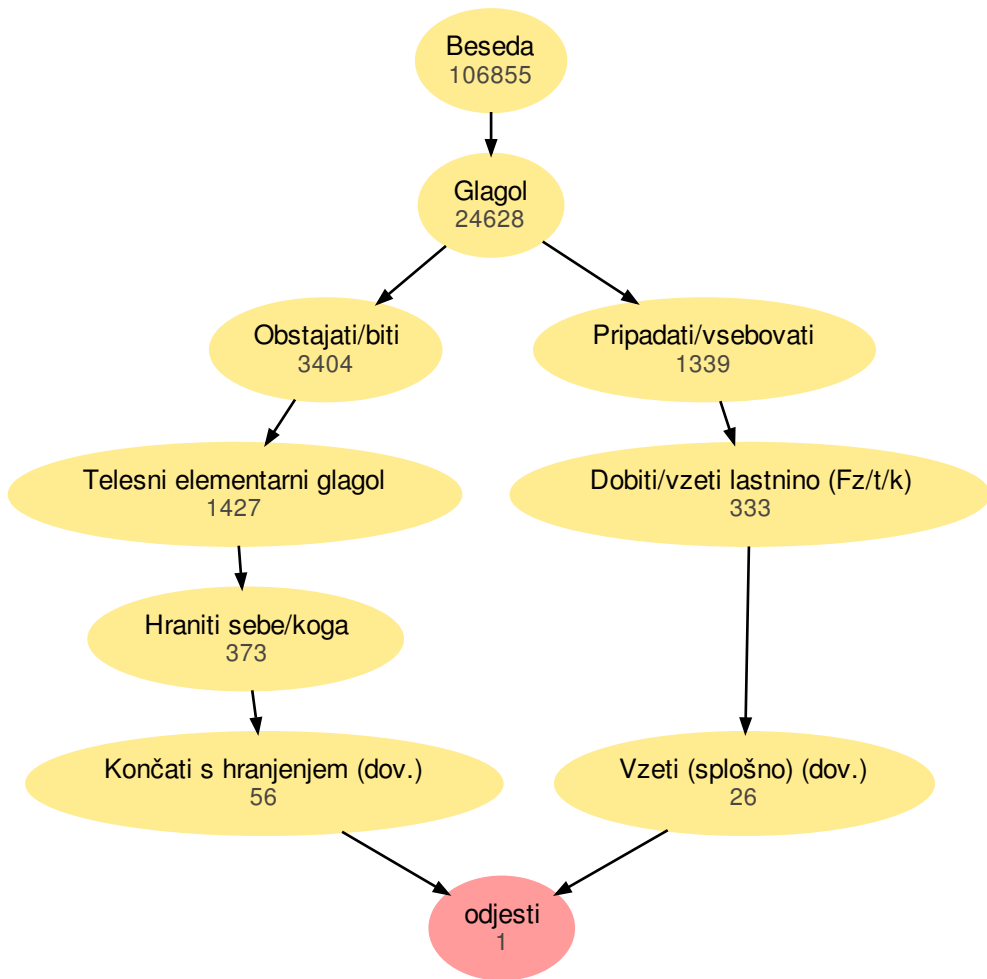 Beseda
106855
Glagol
24628
Obstajati/biti
3404
Pripadati/vsebovati
1339
Telesni elementarni glagol
1427
Dobiti/vzeti lastnino (Fz/t/k)
333
Hraniti sebe/koga
373
Končati s hranjenjem (dov.)
56
Vzeti (splošno) (dov.)
26
odjesti
1